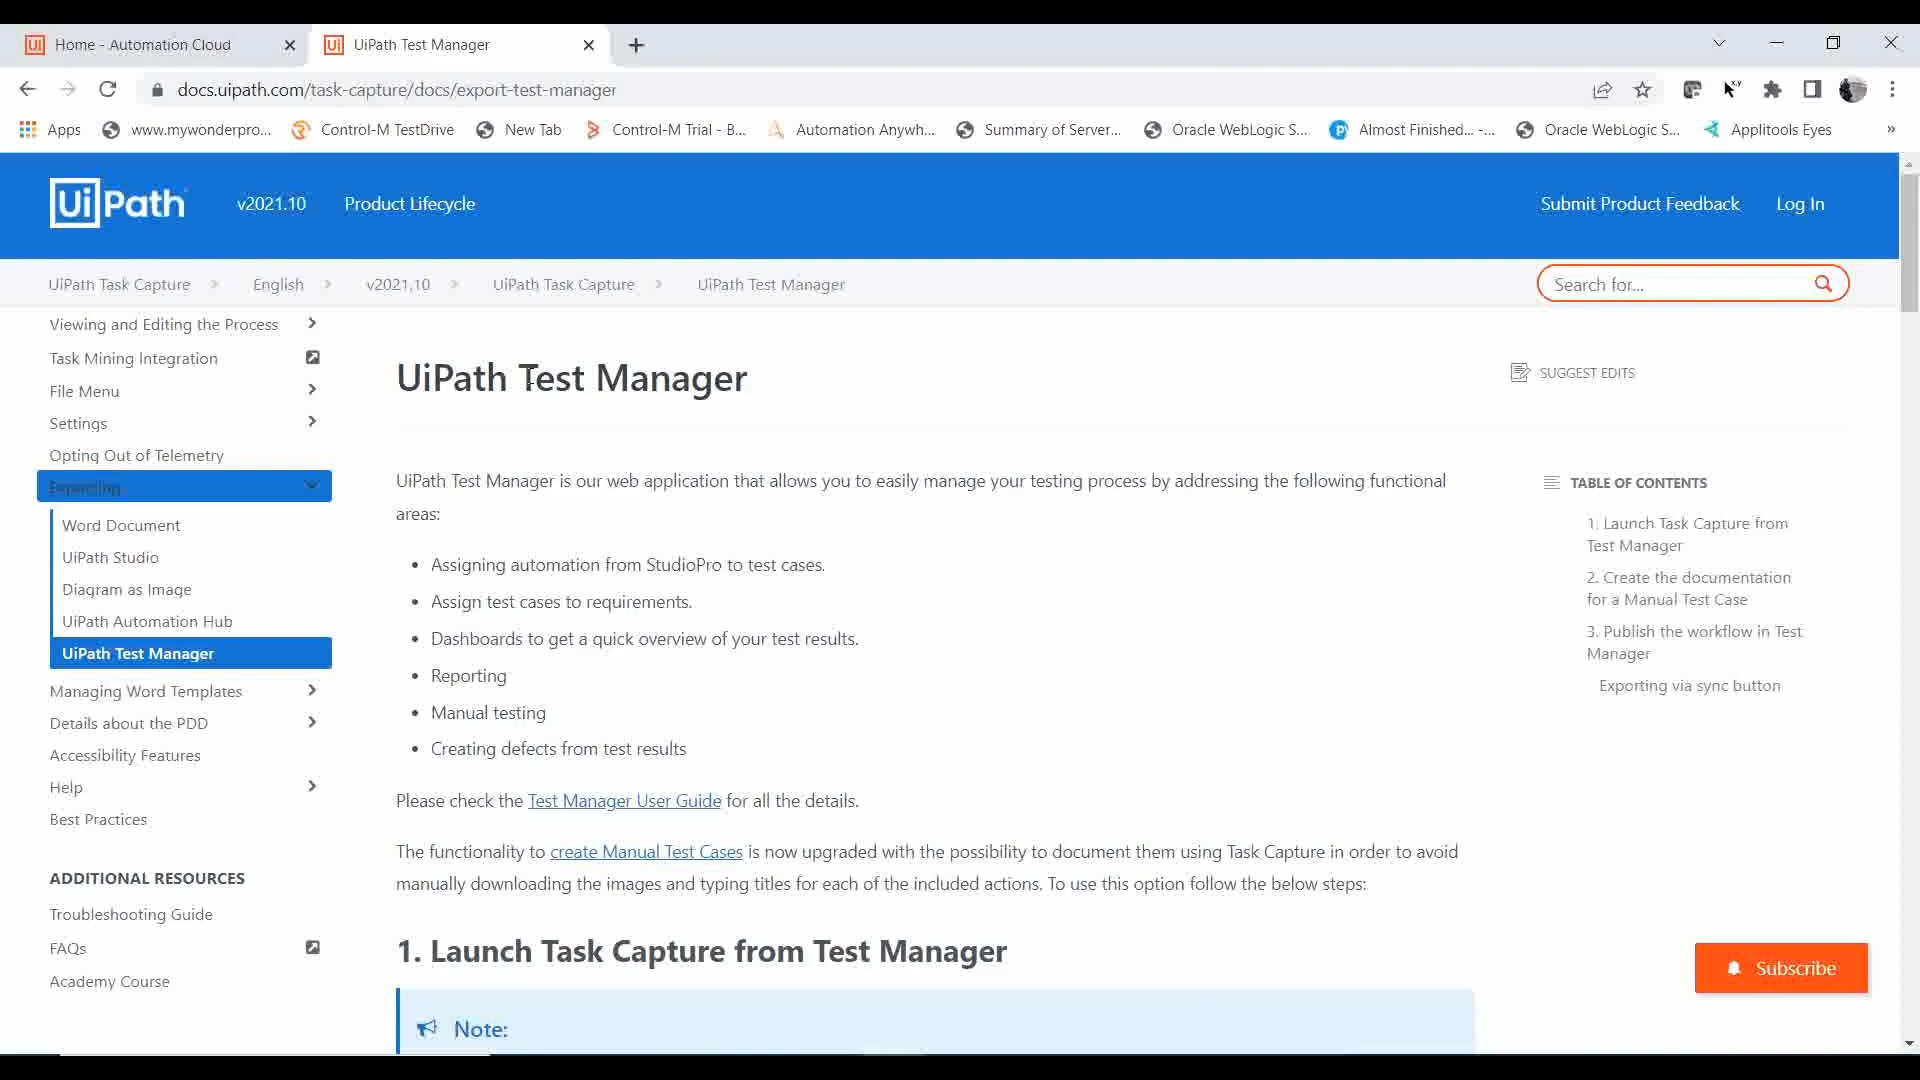 Home - Automation Cloud
UiPath Test Manager
docs.uipath.com/task-capture/docs/export-test-manager
Apps
www.mywonderpro...
Control-M TestDrive
New Tab
Control-M Trial - B...
Automation Anywh...
Summary of Server...
Oracle WebLogic S...
Almost Finished... -...
Oracle WebLogic S...
Applitools Eyes
»
UiPath
v2021.10
Product Lifecycle
Submit Product Feedback
Log In
UiPath Task Capture
English
v2021.10
UiPath Task Capture
UiPath Test Manager
Search for...
Viewing and Editing the Process
Task Mining Integration
File Menu
Settings
Opting Out of Telemetry
Exporting
Word Document
UiPath Studio
Diagram as Image
UiPath Automation Hub
UiPath Test Manager
Managing Word Templates
Details about the PDD
Accessibility Features
Help
Best Practices
ADDITIONAL RESOURCES
Troubleshooting Guide
FAQs
Academy Course
UiPath Test Manager
SUGGEST EDITS
UiPath Test Manager is our web application that allows you to easily manage your testing process by addressing the following functional
areas:
• Assigning automation from StudioPro to test cases.
• Assign test cases to requirements.
• Dashboards to get a quick overview of your test results.
• Reporting
• Manual testing
• Creating defects from test results
Please check the Test Manager User Guide for all the details.
The functionality to create Manual Test Cases is now upgraded with the possibility to document them using Task Capture in order to avoid
manually downloading the images and typing titles for each of the included actions. To use this option follow the below steps:
1. Launch Task Capture from Test Manager
Note:
TABLE OF CONTENTS
1. Launch Task Capture from
Test Manager
2. Create the documentation
for a Manual Test Case
3. Publish the workflow in Test
Manager
Exporting via sync button
Subscribe